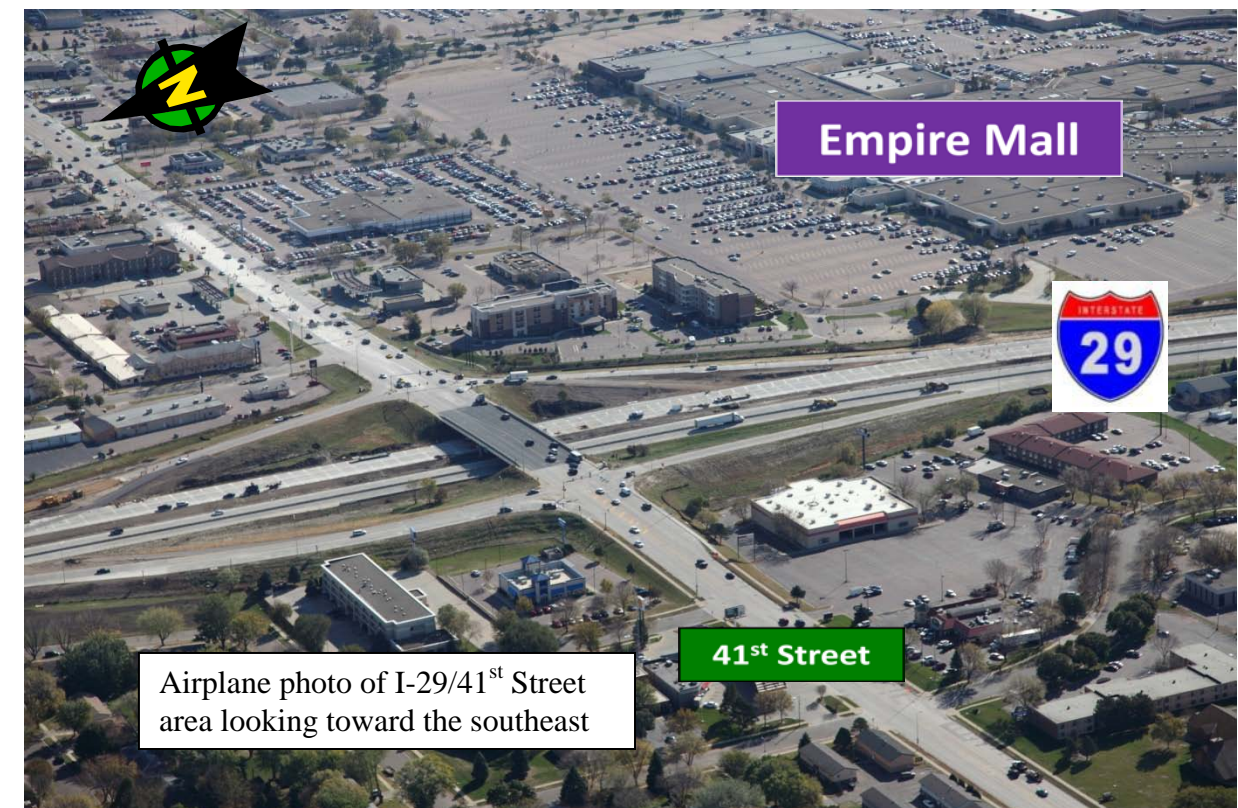 N
Empire Mall
INTERSTATE
29
41st Street
Airplane photo of I-29/41st Street
area looking toward the southeast